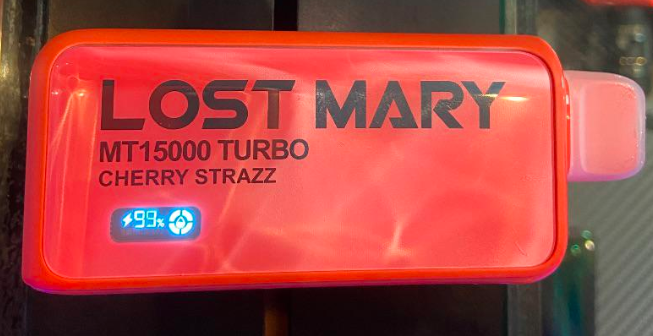 LOST MARY
MT15000 TURBO
CHERRY STRAZZ
99%